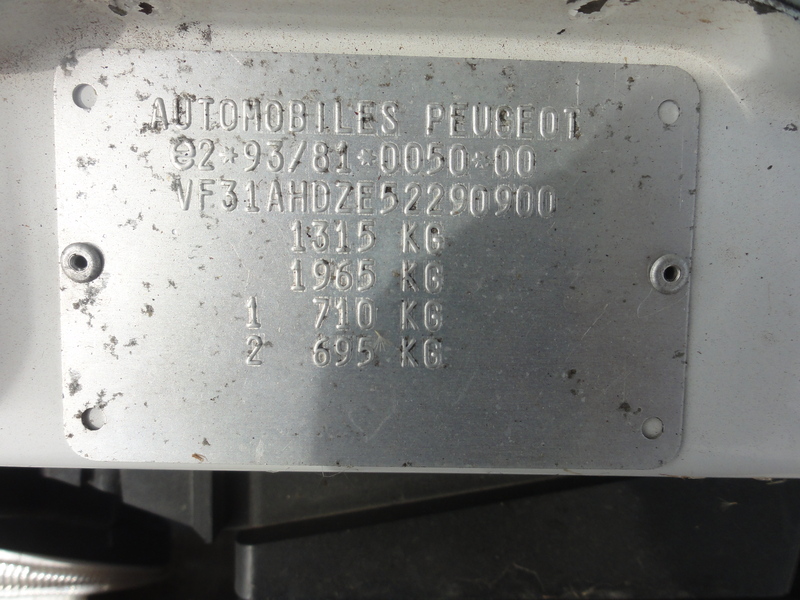 AUTOMOBILES PEUGEOT
e2*93/81*0050*00
VF31AHDZE52290900
1315 KG
1965 KG
1 710 KG
2 695 KG